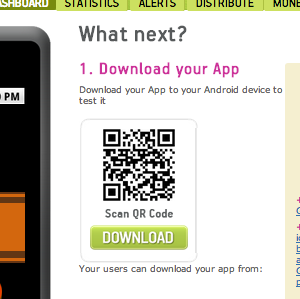 DASHBOARD STATISTICS ALERTS DISTRIBUTE
What next?
PM
1. Download your App
Download your App to your Android device to
test it
Scan QR Code
DOWNLOAD
Your users can download your app from: